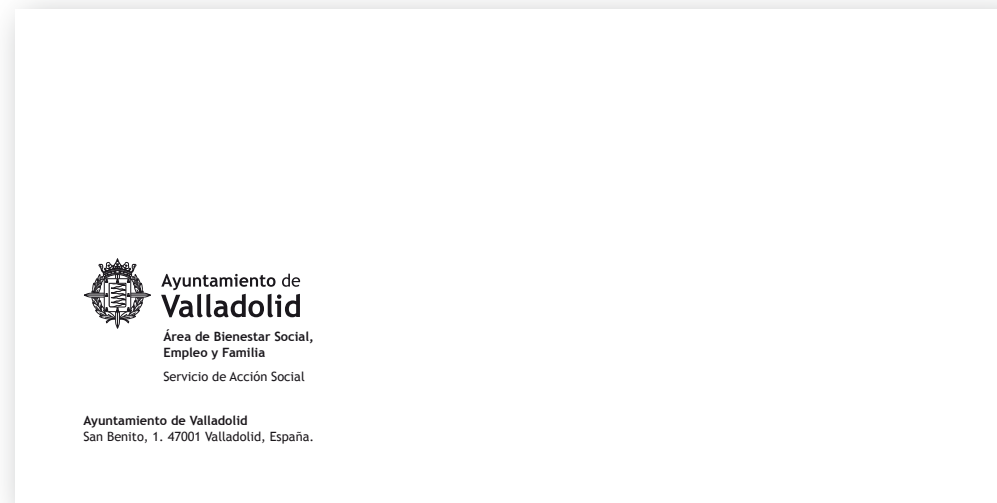 Ayuntamiento de
Valladolid
Área de Bienestar Social,
Empleo y Familia
Servicio de Acción Social
Ayuntamiento de Valladolid
San Benito, 1. 47001 Valladolid, España.